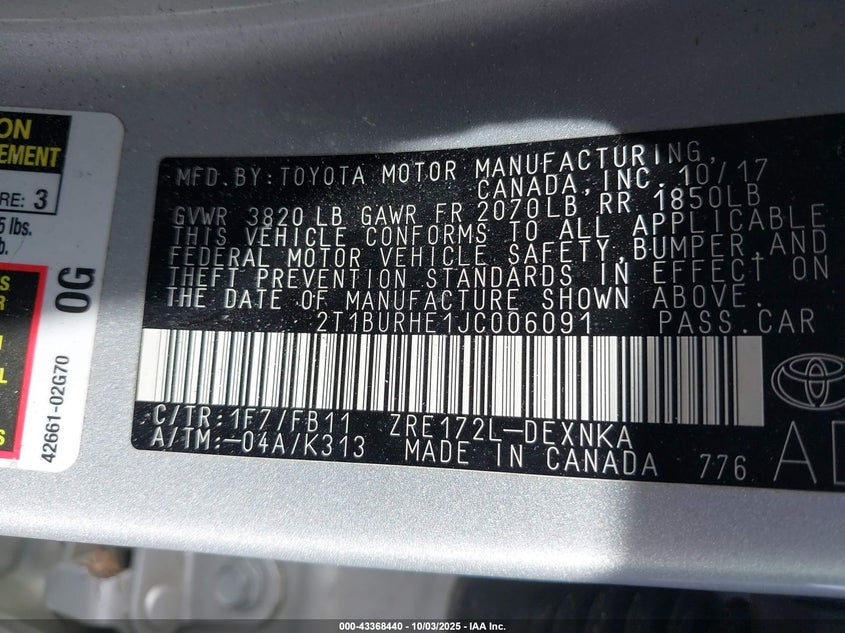 ON
EMENT
RE: 3
5 lbs.
b.
S
R
N
L
0G
42661-02G70
MFD.BY:TOYOTA MOTOR MANUFACTURING,
CANADA, INC. 10/17
GVWR 3820 LB GAWR FR 2070LB RR 1850LB
THIS VEHICLE CONFORMS TO ALL APPLICABLE
FEDERAL MOTOR VEHICLE SAFETY, BUMPER AND
THEFT PREVENTION STANDARDS IN EFFECT ON
THE DATE OF MANUFACTURE SHOWN ABOVE.
2T1BURHE1JC006091 PASS.CAR
C/TR:1F7/FB11 ZRE172L-DEXNKA
A/TM:-04A/K313 MADE IN CANADA 776 AD
000-43368440 - 10/03/2025 - IAA Inc.